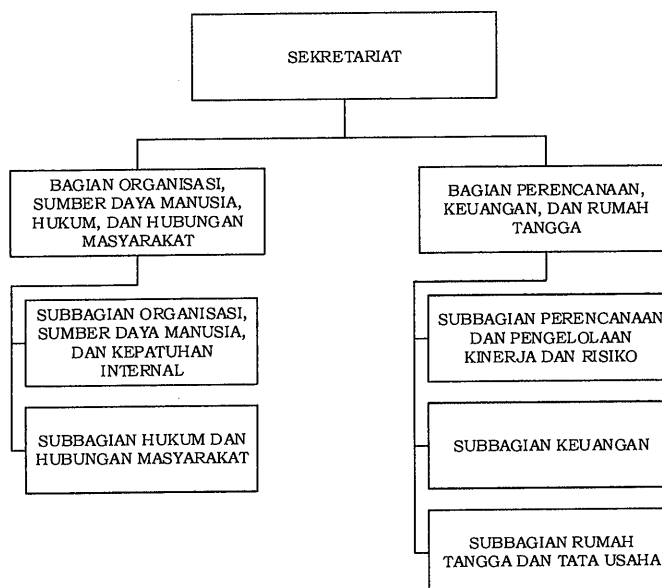 SEKRETARIAT
BAGIAN ORGANISASI,
SUMBER DAYA MANUSIA,
HUKUM, DAN HUBUNGAN
MASYARAKAT
SUBBAGIAN ORGANISASI,
SUMBER DAYA MANUSIA,
DAN KEPATUHAN
INTERNAL
SUBBAGIAN HUKUM DAN
HUBUNGAN MASYARAKAT
BAGIAN PERENCANAAN,
KEUANGAN, DAN RUMAH
TANGGA
SUBBAGIAN PERENCANAAN
DAN PENGELOLAAN
KINERJA DAN RISIKO
SUBBAGIAN KEUANGAN
SUBBAGIAN RUMAH
TANGGA DAN TATA USAHA